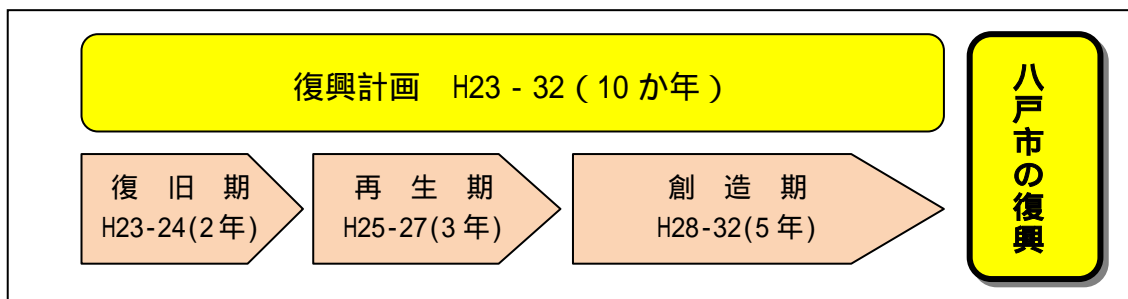 復興計画 H23 - 32 ( 10 か年 )
復旧期
H23-24(2年)
再生期
H25-27(3年)
創造期
H28-32(5年)
八戸市の復興